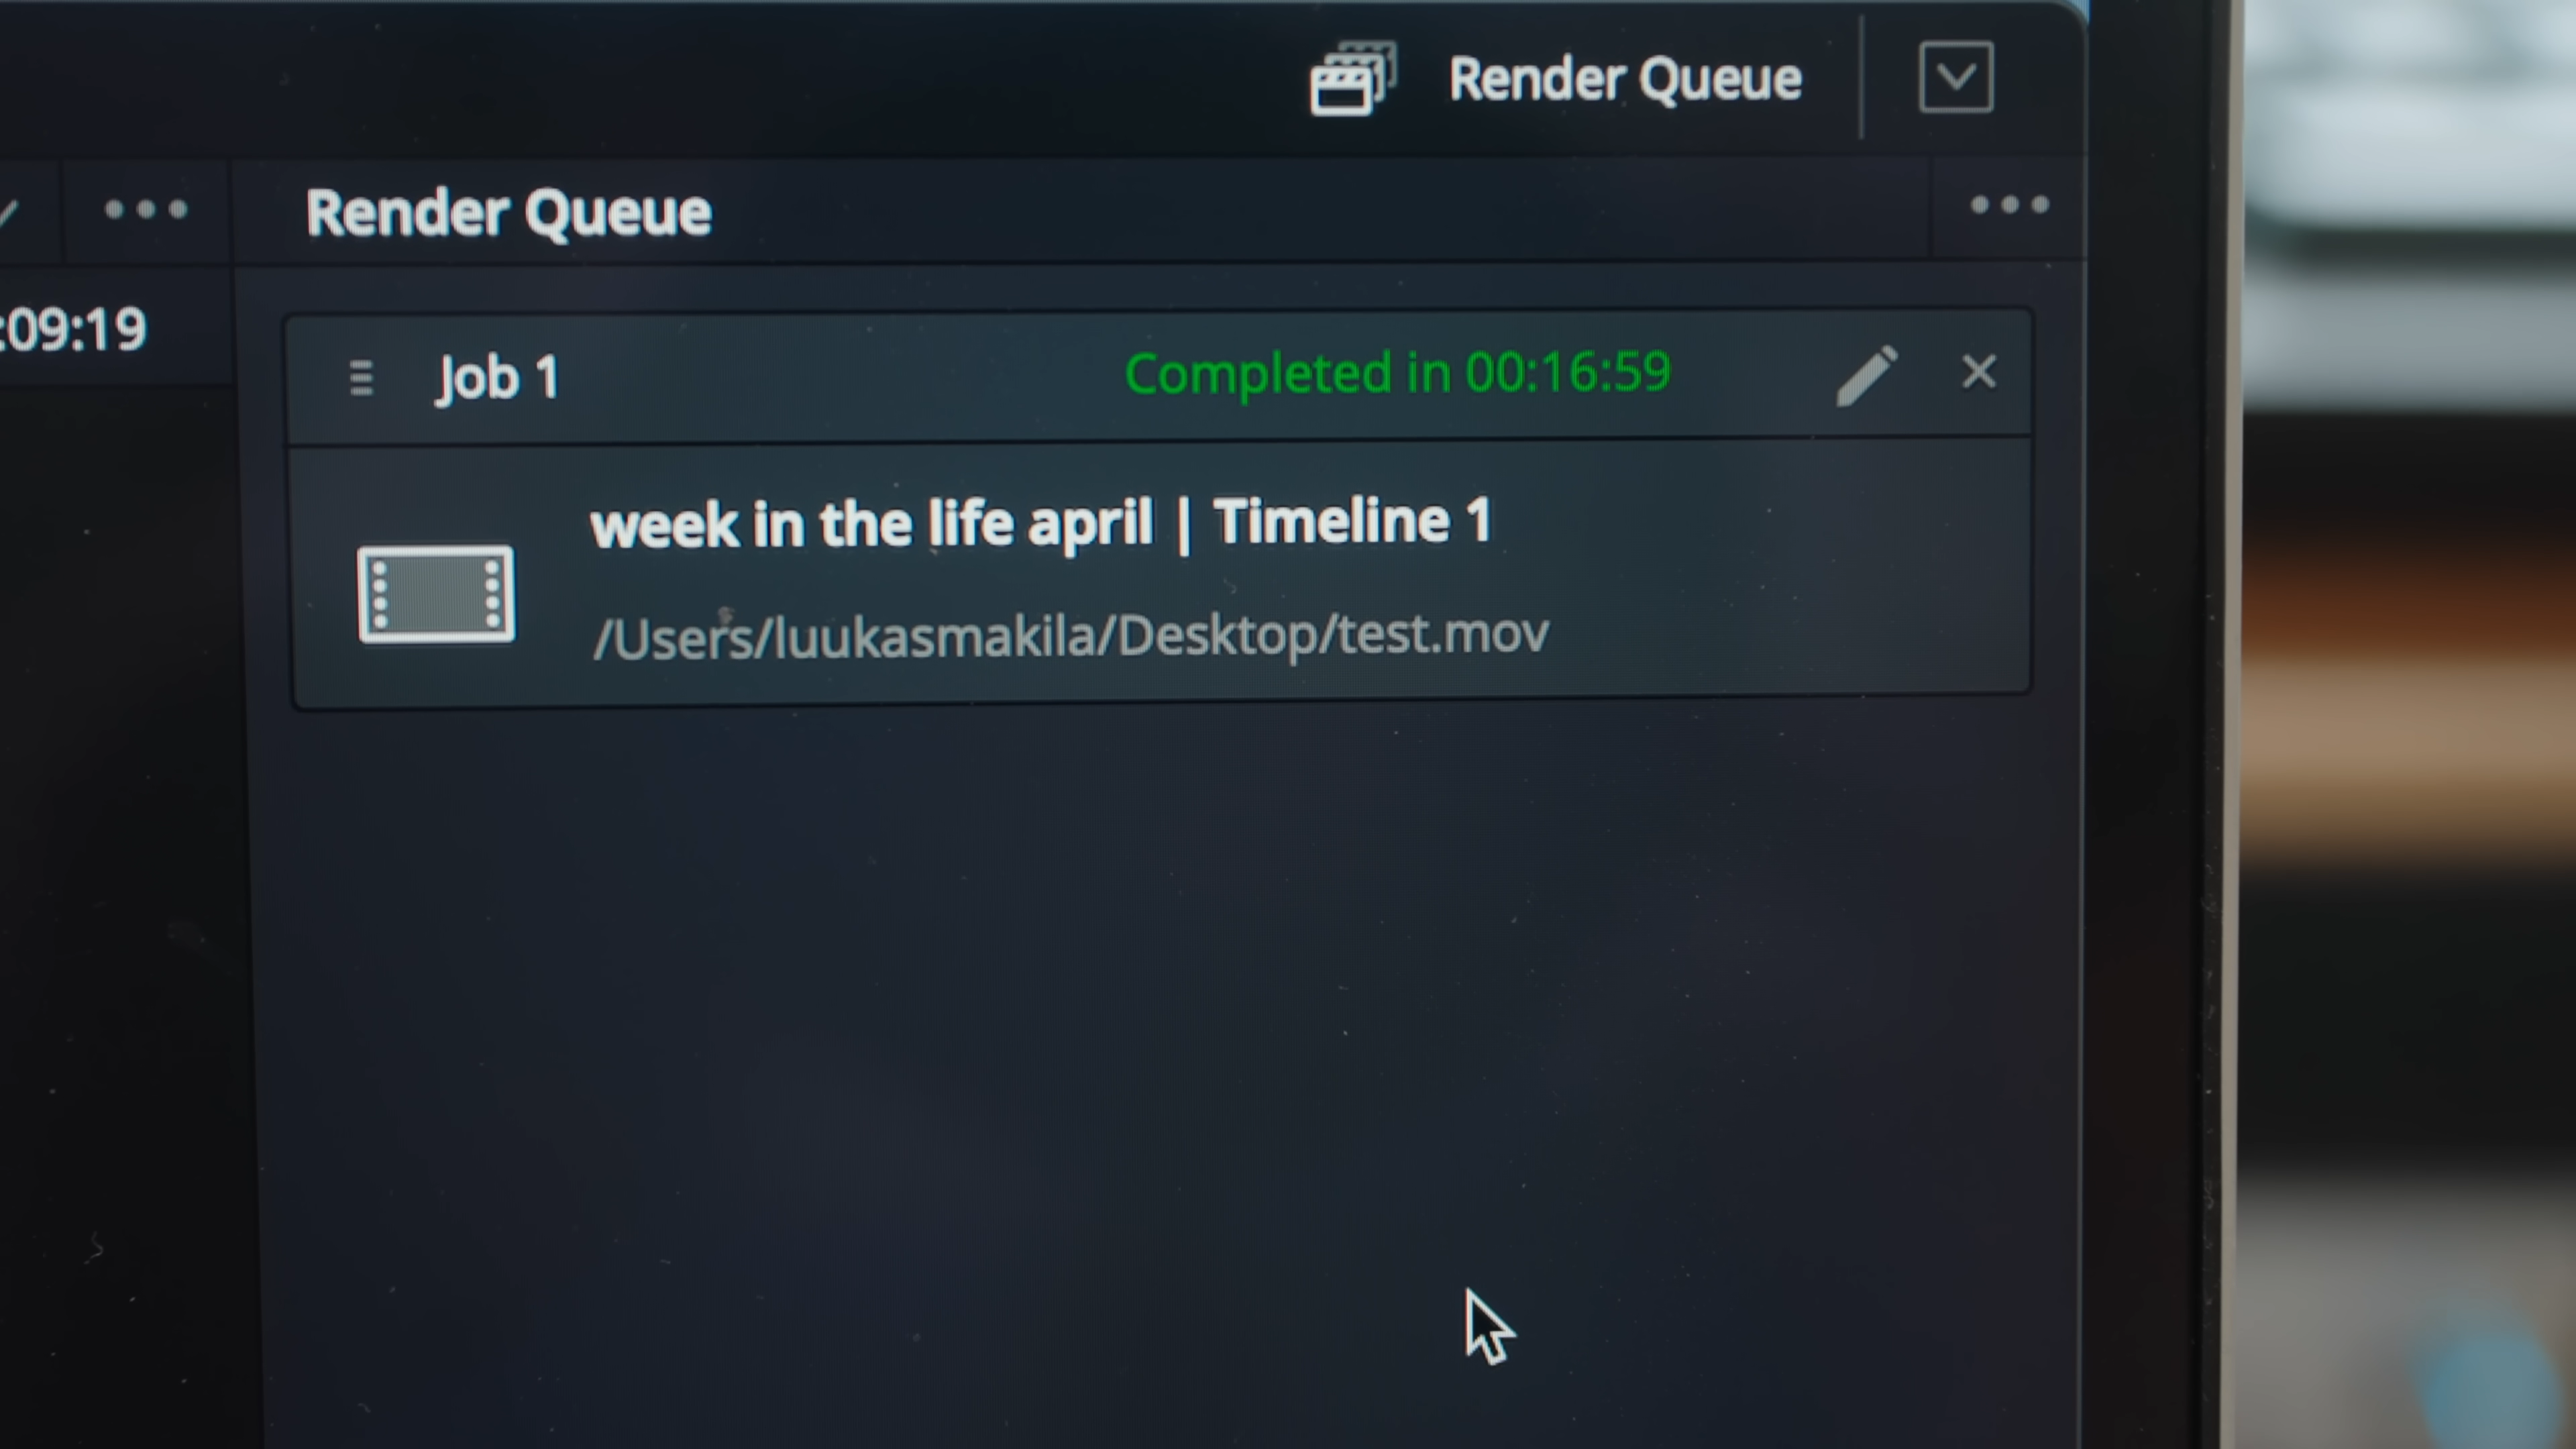 Render Queue
Render Queue
:09:19
Job 1 Completed in 00:16:59
week in the life april | Timeline 1
/Users/luukasmakila/Desktop/test.mov